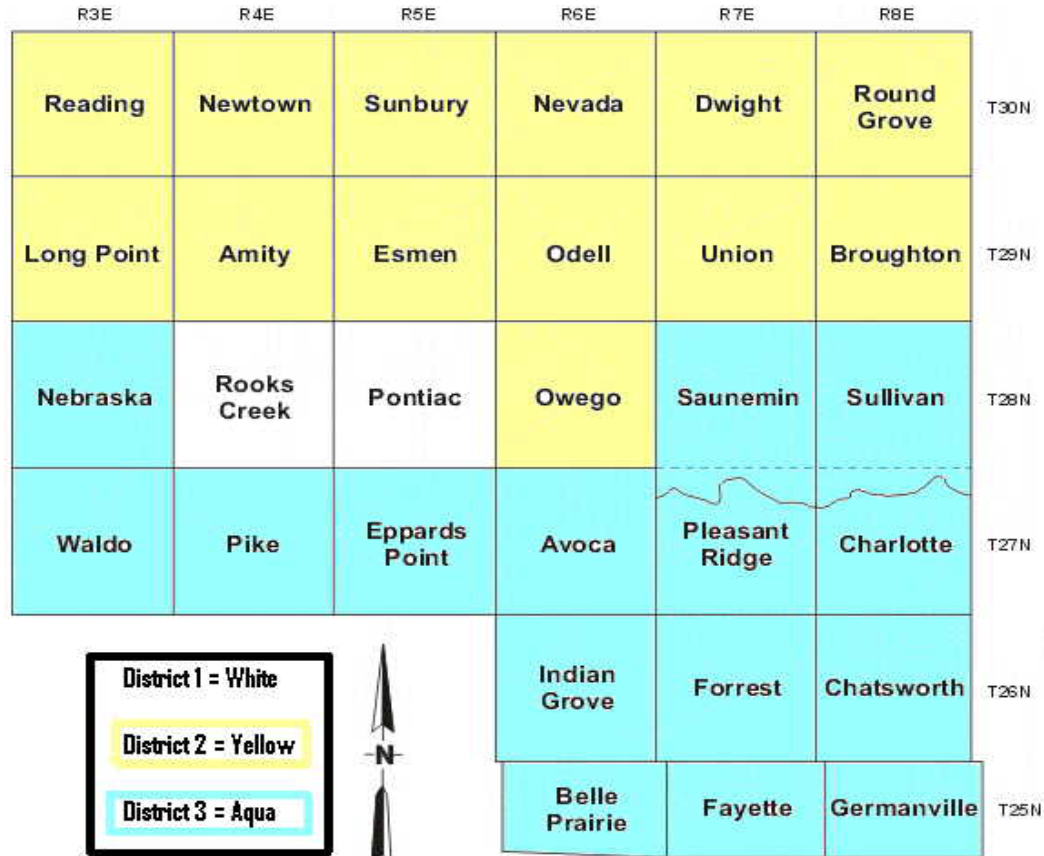 R3E R4E R5E R6E R7E R8E
Reading Newtown Sunbury Nevada Dwight Round
Grove T30N
Long Point Amity Esmen Odell Union Broughton T29N
Nebraska Rooks
Creek Pontiac Owego Saunemin Sullivan T28N
Waldo Pike Eppards
Point Avoca Pleasant
Ridge Charlotte T27N
Indian
Grove Forrest Chatsworth T26N
Belle
Prairie Fayette Germanville T25N
District 1 = White
District 2 = Yellow
District 3 = Aqua
N